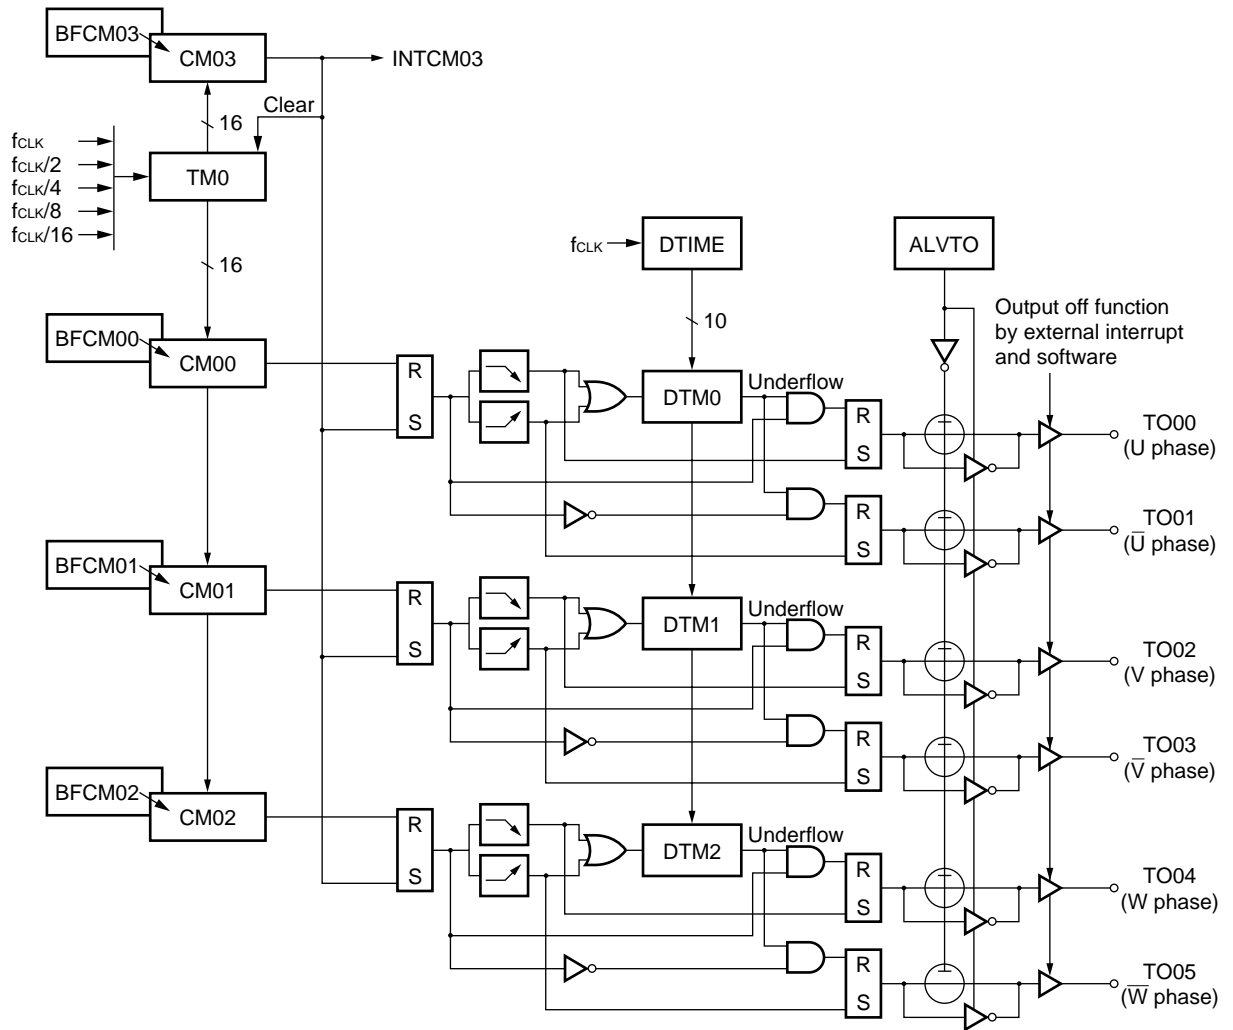 BFCM03
CM03
INTCM03
Clear
16
fCLK
fCLK/2
fCLK/4
fCLK/8
fCLK/16
TM0
16
fCLK
DTIME
ALVTO
10
Output off function
by external interrupt
and software
BFCM00
CM00
R
S
DTM0
Underflow
R
S
TO00
(U phase)
R
S
TO01
(U̅ phase)
BFCM01
CM01
R
S
DTM1
Underflow
R
S
TO02
(V phase)
R
S
TO03
(V̅ phase)
BFCM02
CM02
R
S
DTM2
Underflow
R
S
TO04
(W phase)
R
S
TO05
(W̅ phase)